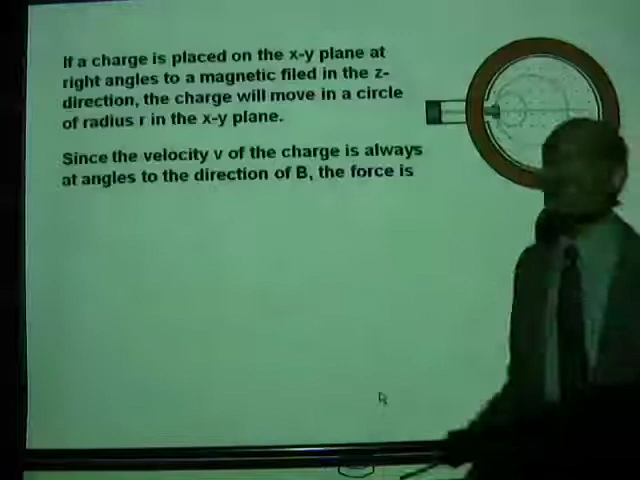 If a charge is placed on the x-y plane at
right angles to a magnetic filed in the z-
direction, the charge will move in a circle
of radius r in the x-y plane.
Since the velocity v of the charge is always
at angles to the direction of B, the force is